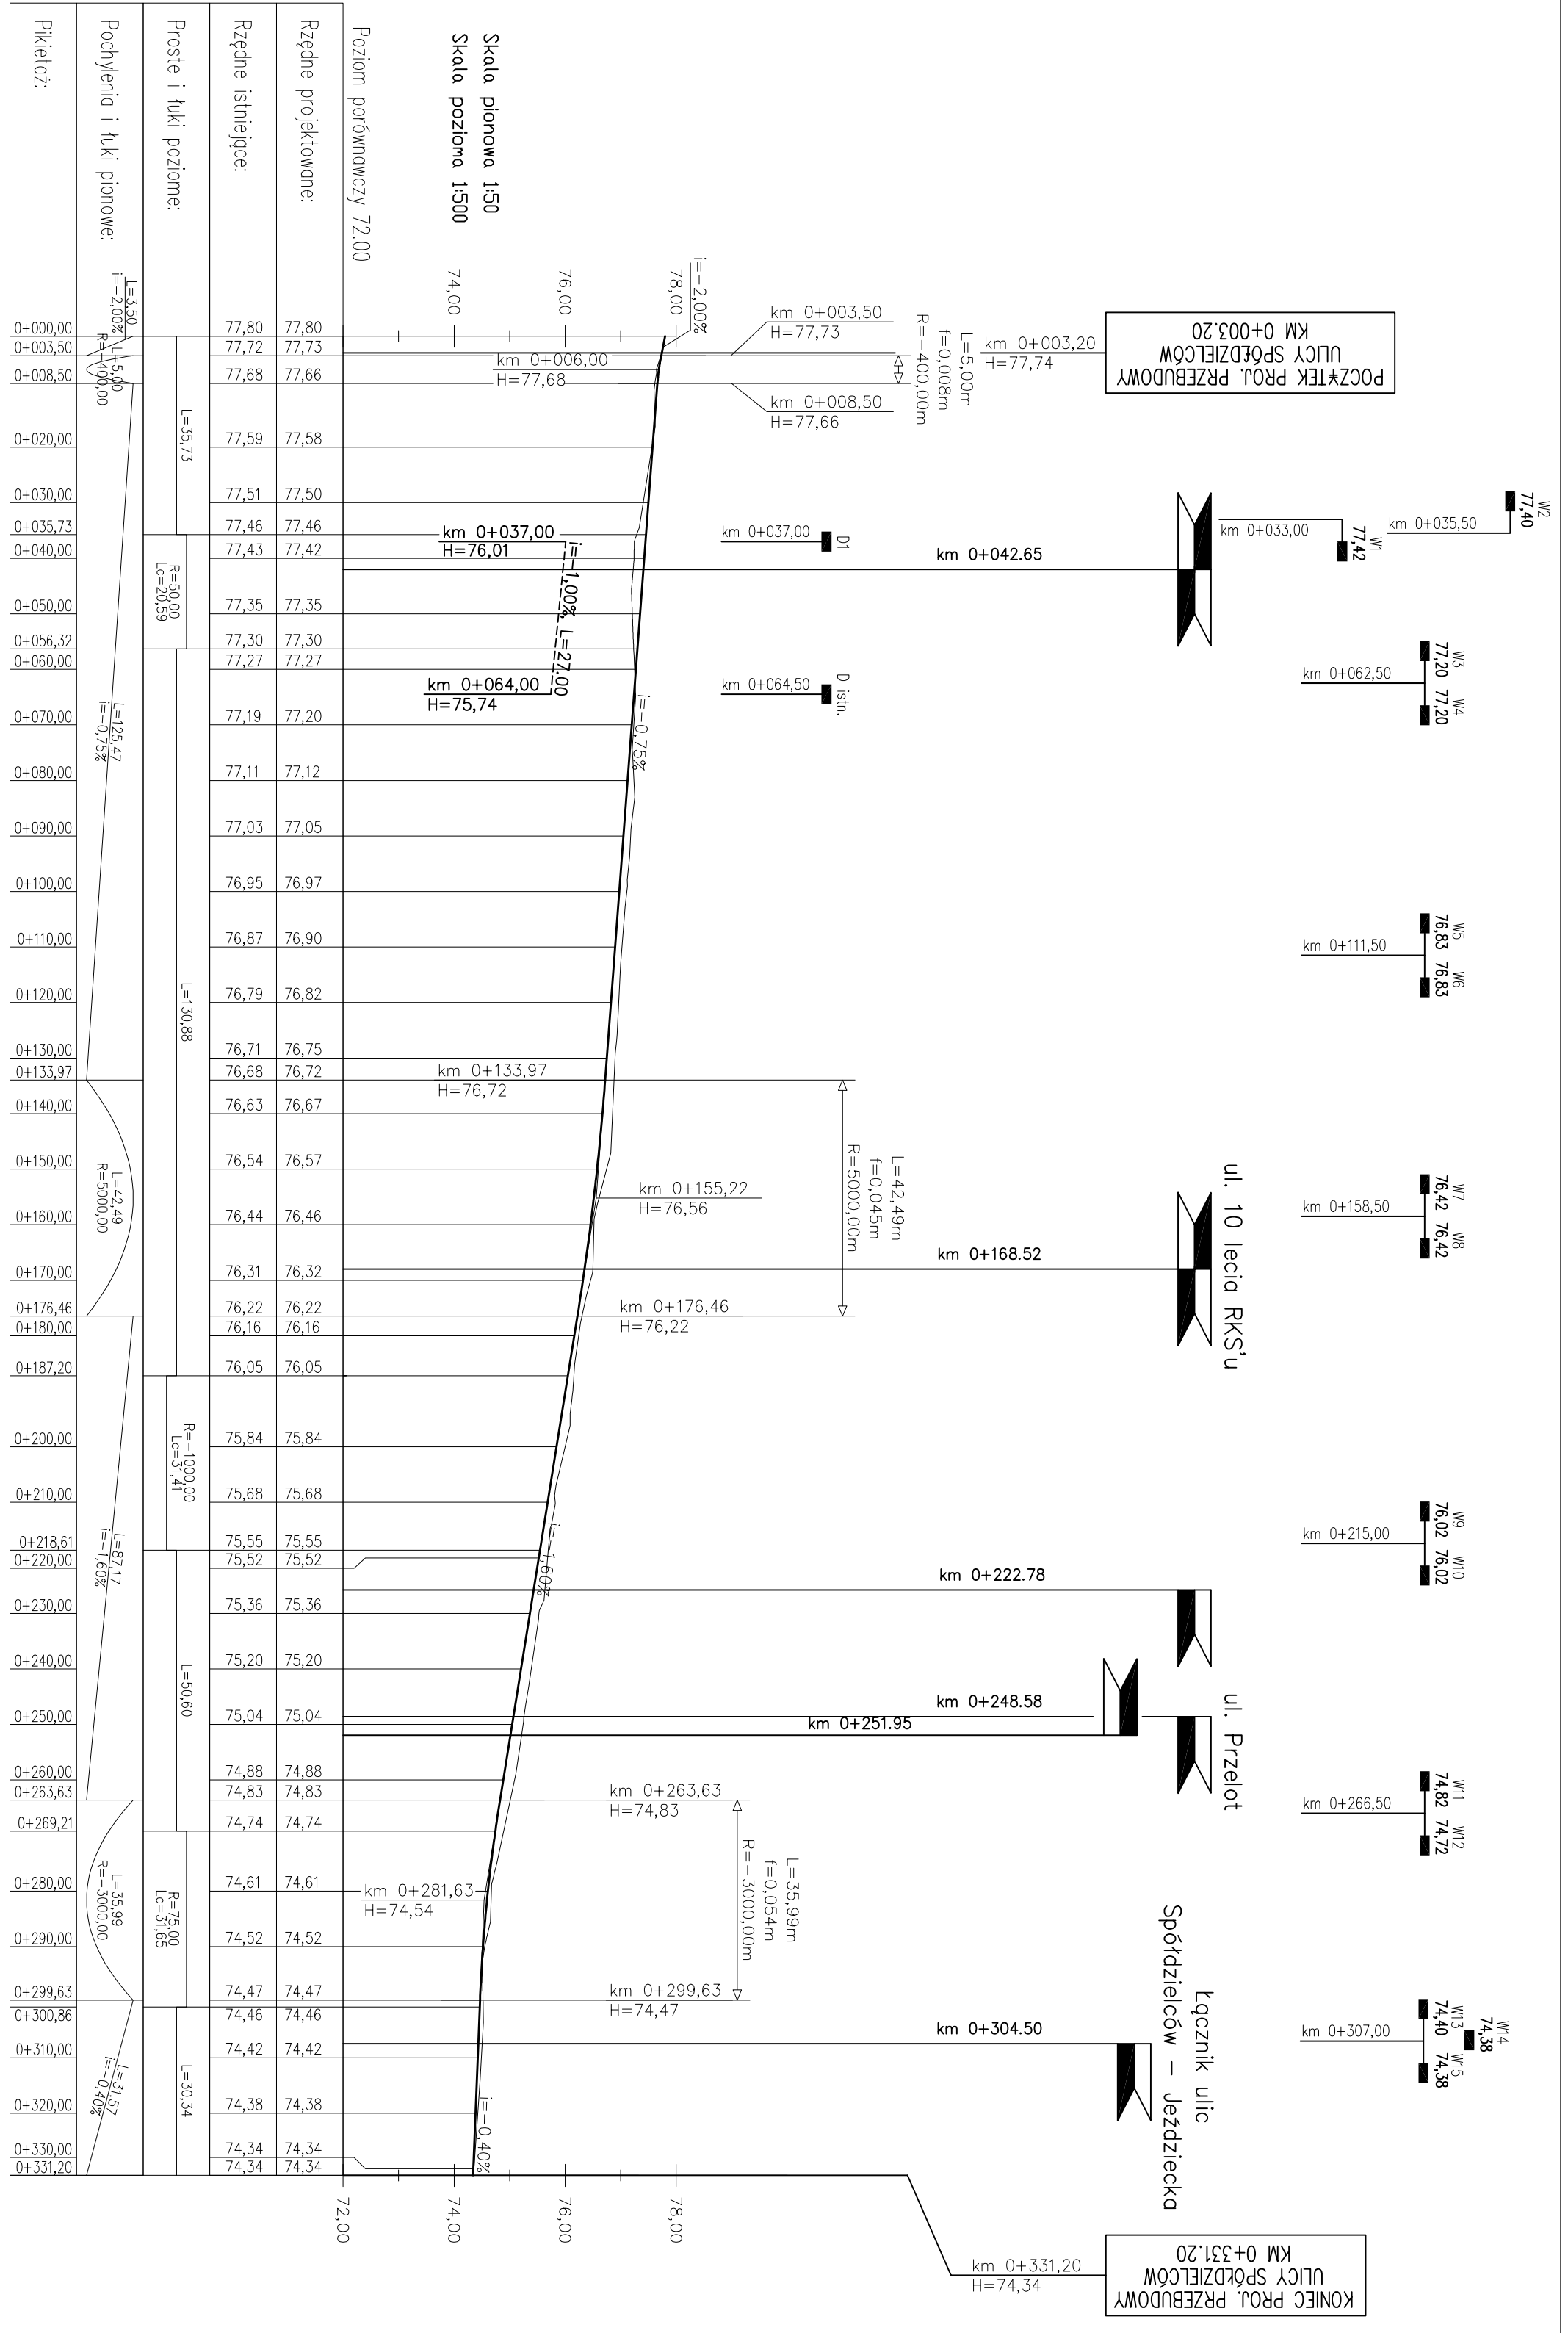 POCZ¥TEK PROJ. PRZEBUDOWY
ULICY SPÓŁDZIELCÓW
KM 0+003.20
km 0+003,20
H=77,74
L=5,00m
f=0,008m
R=-400,00m
km 0+003,50
H=77,73
km 0+006,00
H=77,68
km 0+008,50
H=77,66
i=-2,00%
W2
77,40
km 0+035,50
W1
77,42
km 0+033,00
km 0+042.65
D1
km 0+037,00
km 0+037,00
H=76,01
i=-1,00%, L=27.00
km 0+064,00
H=75,74
D istn.
km 0+064,50
W3
77,20
W4
77,20
km 0+062,50
i=-0,75%
W5
76,83
W6
76,83
km 0+111,50
km 0+133,97
H=76,72
L=42,49m
f=0,045m
R=5000,00m
km 0+155,22
H=76,56
W7
76,42
W8
76,42
km 0+158,50
ul. 10 lecia RKS'u
km 0+168.52
km 0+176,46
H=76,22
W9
76,02
W10
76,02
km 0+215,00
i=-1,60%
km 0+222.78
ul. Przelot
km 0+248.58
km 0+251.95
W11
74,82
W12
74,72
km 0+266,50
km 0+263,63
H=74,83
L=35,99m
f=0,054m
R=-3000,00m
km 0+281,63
H=74,54
km 0+299,63
H=74,47
Łącznik ulic
Spółdzielców - Jeździecka
km 0+304.50
W14
74,38
W13
74,40
W15
74,38
km 0+307,00
i=-0,40%
KONIEC PROJ. PRZEBUDOWY
ULICY SPÓŁDZIELCÓW
KM 0+331.20
km 0+331,20
H=74,34
Skala pionowa 1:50
Skala pozioma 1:500
78,00
76,00
74,00
78,00
76,00
74,00
72,00
Poziom porównawczy 72.00
Rzędne projektowane:
77,80
77,73
77,66
77,58
77,50
77,46
77,42
77,35
77,30
77,27
77,20
77,12
77,05
76,97
76,90
76,82
76,75
76,72
76,67
76,57
76,46
76,32
76,22
76,16
76,05
75,84
75,68
75,55
75,52
75,36
75,20
75,04
74,88
74,83
74,74
74,61
74,52
74,47
74,46
74,42
74,38
74,34
74,34
Rzędne istniejące:
77,80
77,72
77,68
77,59
77,51
77,46
77,43
77,35
77,30
77,27
77,19
77,11
77,03
76,95
76,87
76,79
76,71
76,68
76,63
76,54
76,44
76,31
76,22
76,16
76,05
75,84
75,68
75,55
75,52
75,36
75,20
75,04
74,88
74,83
74,74
74,61
74,52
74,47
74,46
74,42
74,38
74,34
74,34
Proste i łuki poziome:
L=35,73
R=50,00
Lc=20,59
L=130,88
R=-1000,00
Lc=31,41
L=50,60
R=75,00
Lc=31,65
L=30,34
Pochylenia i łuki pionowe:
L=3,50
i=-2,00%
L=5,00
R=-400,00
L=125,47
i=-0,75%
L=42,49
R=5000,00
L=87,17
i=-1,60%
L=35,99
R=-3000,00
L=31,57
i=-0,40%
Pikietaż:
0+000,00
0+003,50
0+008,50
0+020,00
0+030,00
0+035,73
0+040,00
0+050,00
0+056,32
0+060,00
0+070,00
0+080,00
0+090,00
0+100,00
0+110,00
0+120,00
0+130,00
0+133,97
0+140,00
0+150,00
0+160,00
0+170,00
0+176,46
0+180,00
0+187,20
0+200,00
0+210,00
0+218,61
0+220,00
0+230,00
0+240,00
0+250,00
0+260,00
0+263,63
0+269,21
0+280,00
0+290,00
0+299,63
0+300,86
0+310,00
0+320,00
0+330,00
0+331,20